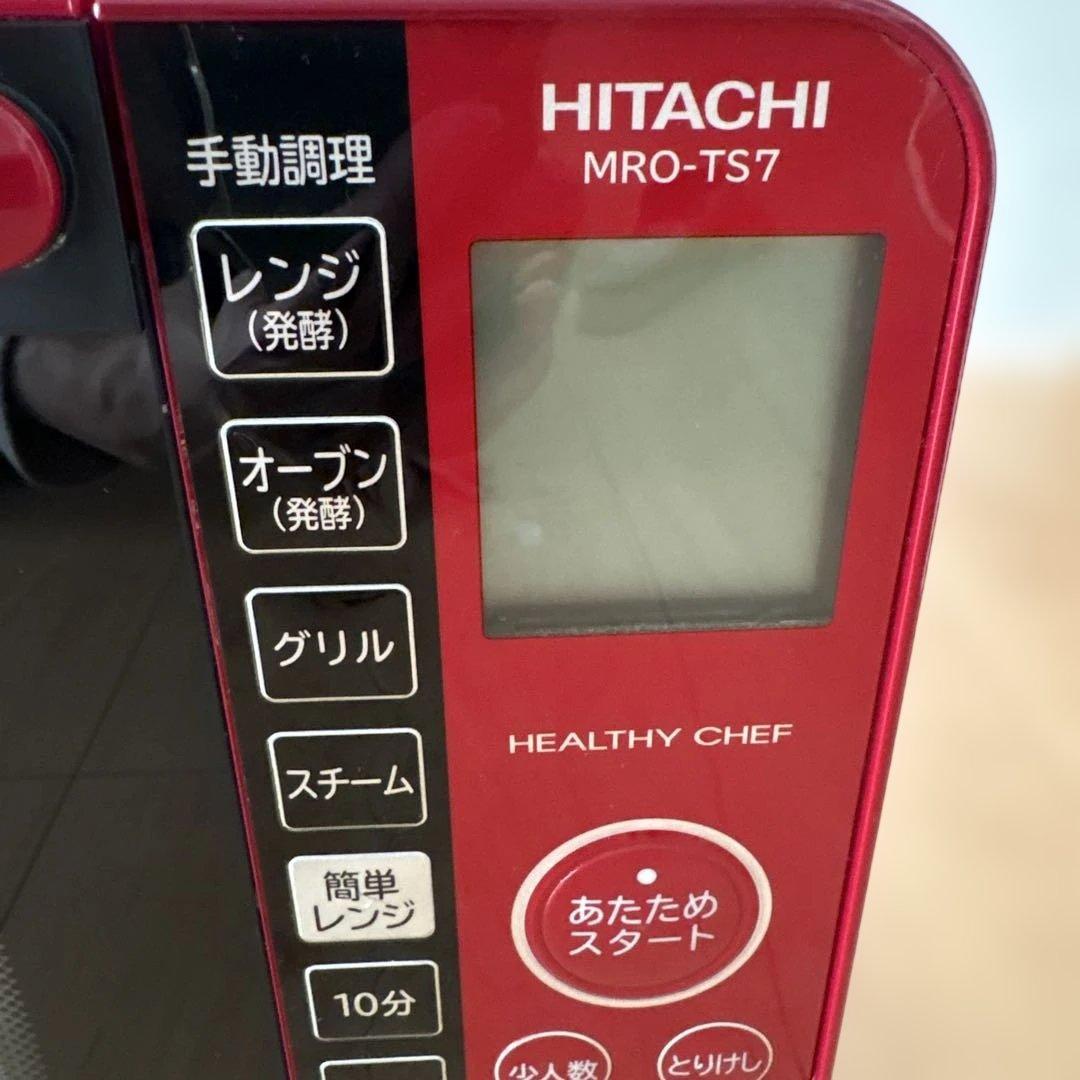 手動調理
レンジ
(発酵)
オーブン
(発酵)
グリル
スチーム
簡単
レンジ
10分
HITACHI
MRO-TS7
HEALTHY CHEF
あたため
スタート
少人数
とりけし